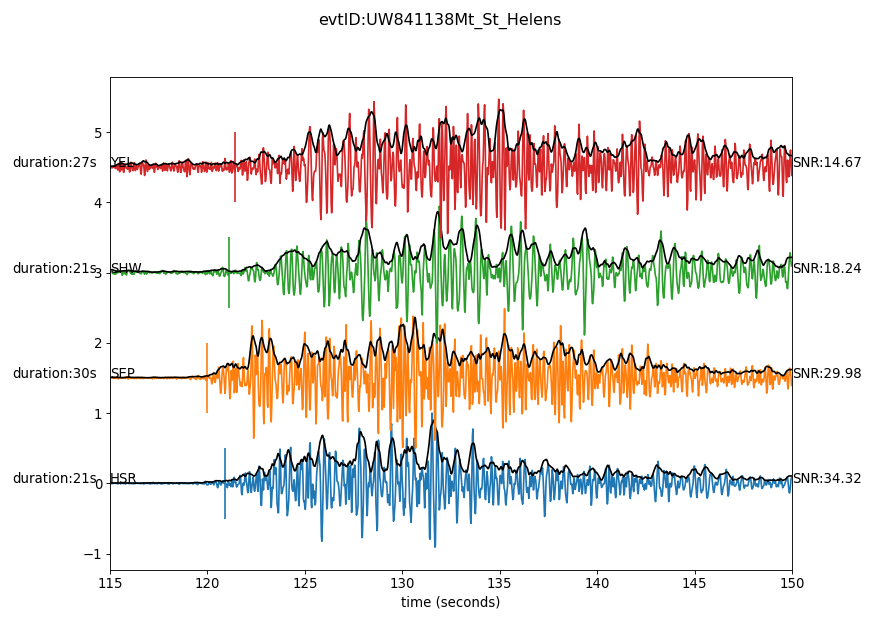 evtID:UW841138Mt_St_Helens
5
duration:27s YEL SNR:14.67
4
duration:21s 3 SHW SNR:18.24
2
duration:30s SEP SNR:29.98
1
duration:21s 0 HSR SNR:34.32
−1
115 120 125 130 135 140 145 150
time (seconds)